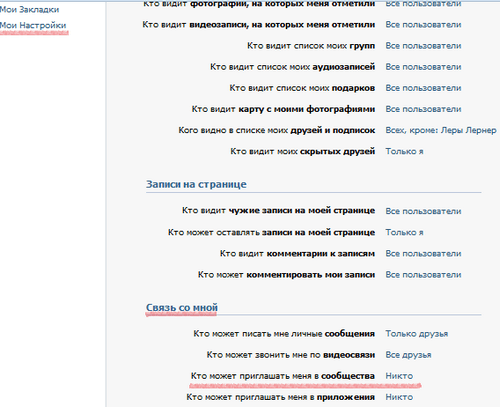 Мои Закладки
Мои Настройки
Кто видит фотографии, на которых меня отметили Все пользователи
Кто видит видеозаписи, на которых меня отметили Все пользователи
Кто видит список моих групп Все пользователи
Кто видит список моих аудиозаписей Все пользователи
Кто видит список моих подарков Все пользователи
Кто видит карту с моими фотографиями Все пользователи
Кого видно в списке моих друзей и подписок Всех, кроме: Леры Лернер
Кто видит моих скрытых друзей Только я
Записи на странице
Кто видит чужие записи на моей странице Все пользователи
Кто может оставлять записи на моей странице Только я
Кто видит комментарии к записям Все пользователи
Кто может комментировать мои записи Все пользователи
Связь со мной
Кто может писать мне личные сообщения Только друзья
Кто может звонить мне по видеосвязи Все друзья
Кто может приглашать меня в сообщества Никто
Кто может приглашать меня в приложения Никто